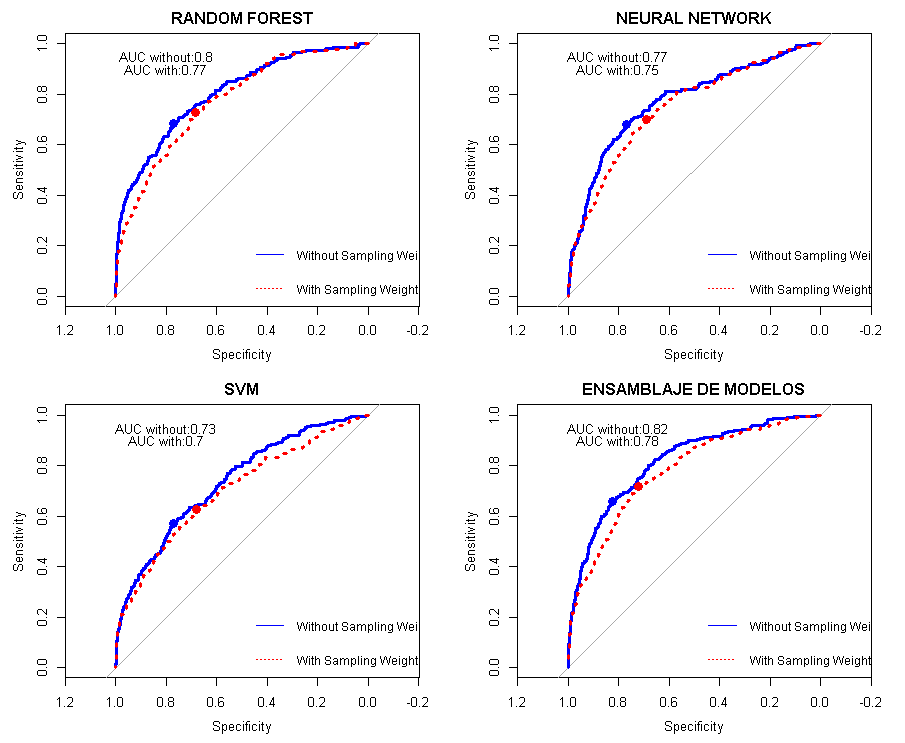 RANDOM FOREST
AUC without:0.8
AUC with:0.77
Sensitivity
0.0 0.2 0.4 0.6 0.8 1.0
Without Sampling Wei
With Sampling Weight
1.2 1.0 0.8 0.6 0.4 0.2 0.0 -0.2
Specificity
NEURAL NETWORK
AUC without:0.77
AUC with:0.75
Sensitivity
0.0 0.2 0.4 0.6 0.8 1.0
Without Sampling Wei
With Sampling Weight
1.2 1.0 0.8 0.6 0.4 0.2 0.0 -0.2
Specificity
SVM
AUC without:0.73
AUC with:0.7
Sensitivity
0.0 0.2 0.4 0.6 0.8 1.0
Without Sampling Wei
With Sampling Weight
1.2 1.0 0.8 0.6 0.4 0.2 0.0 -0.2
Specificity
ENSAMBLAJE DE MODELOS
AUC without:0.82
AUC with:0.78
Sensitivity
0.0 0.2 0.4 0.6 0.8 1.0
Without Sampling Wei
With Sampling Weight
1.2 1.0 0.8 0.6 0.4 0.2 0.0 -0.2
Specificity